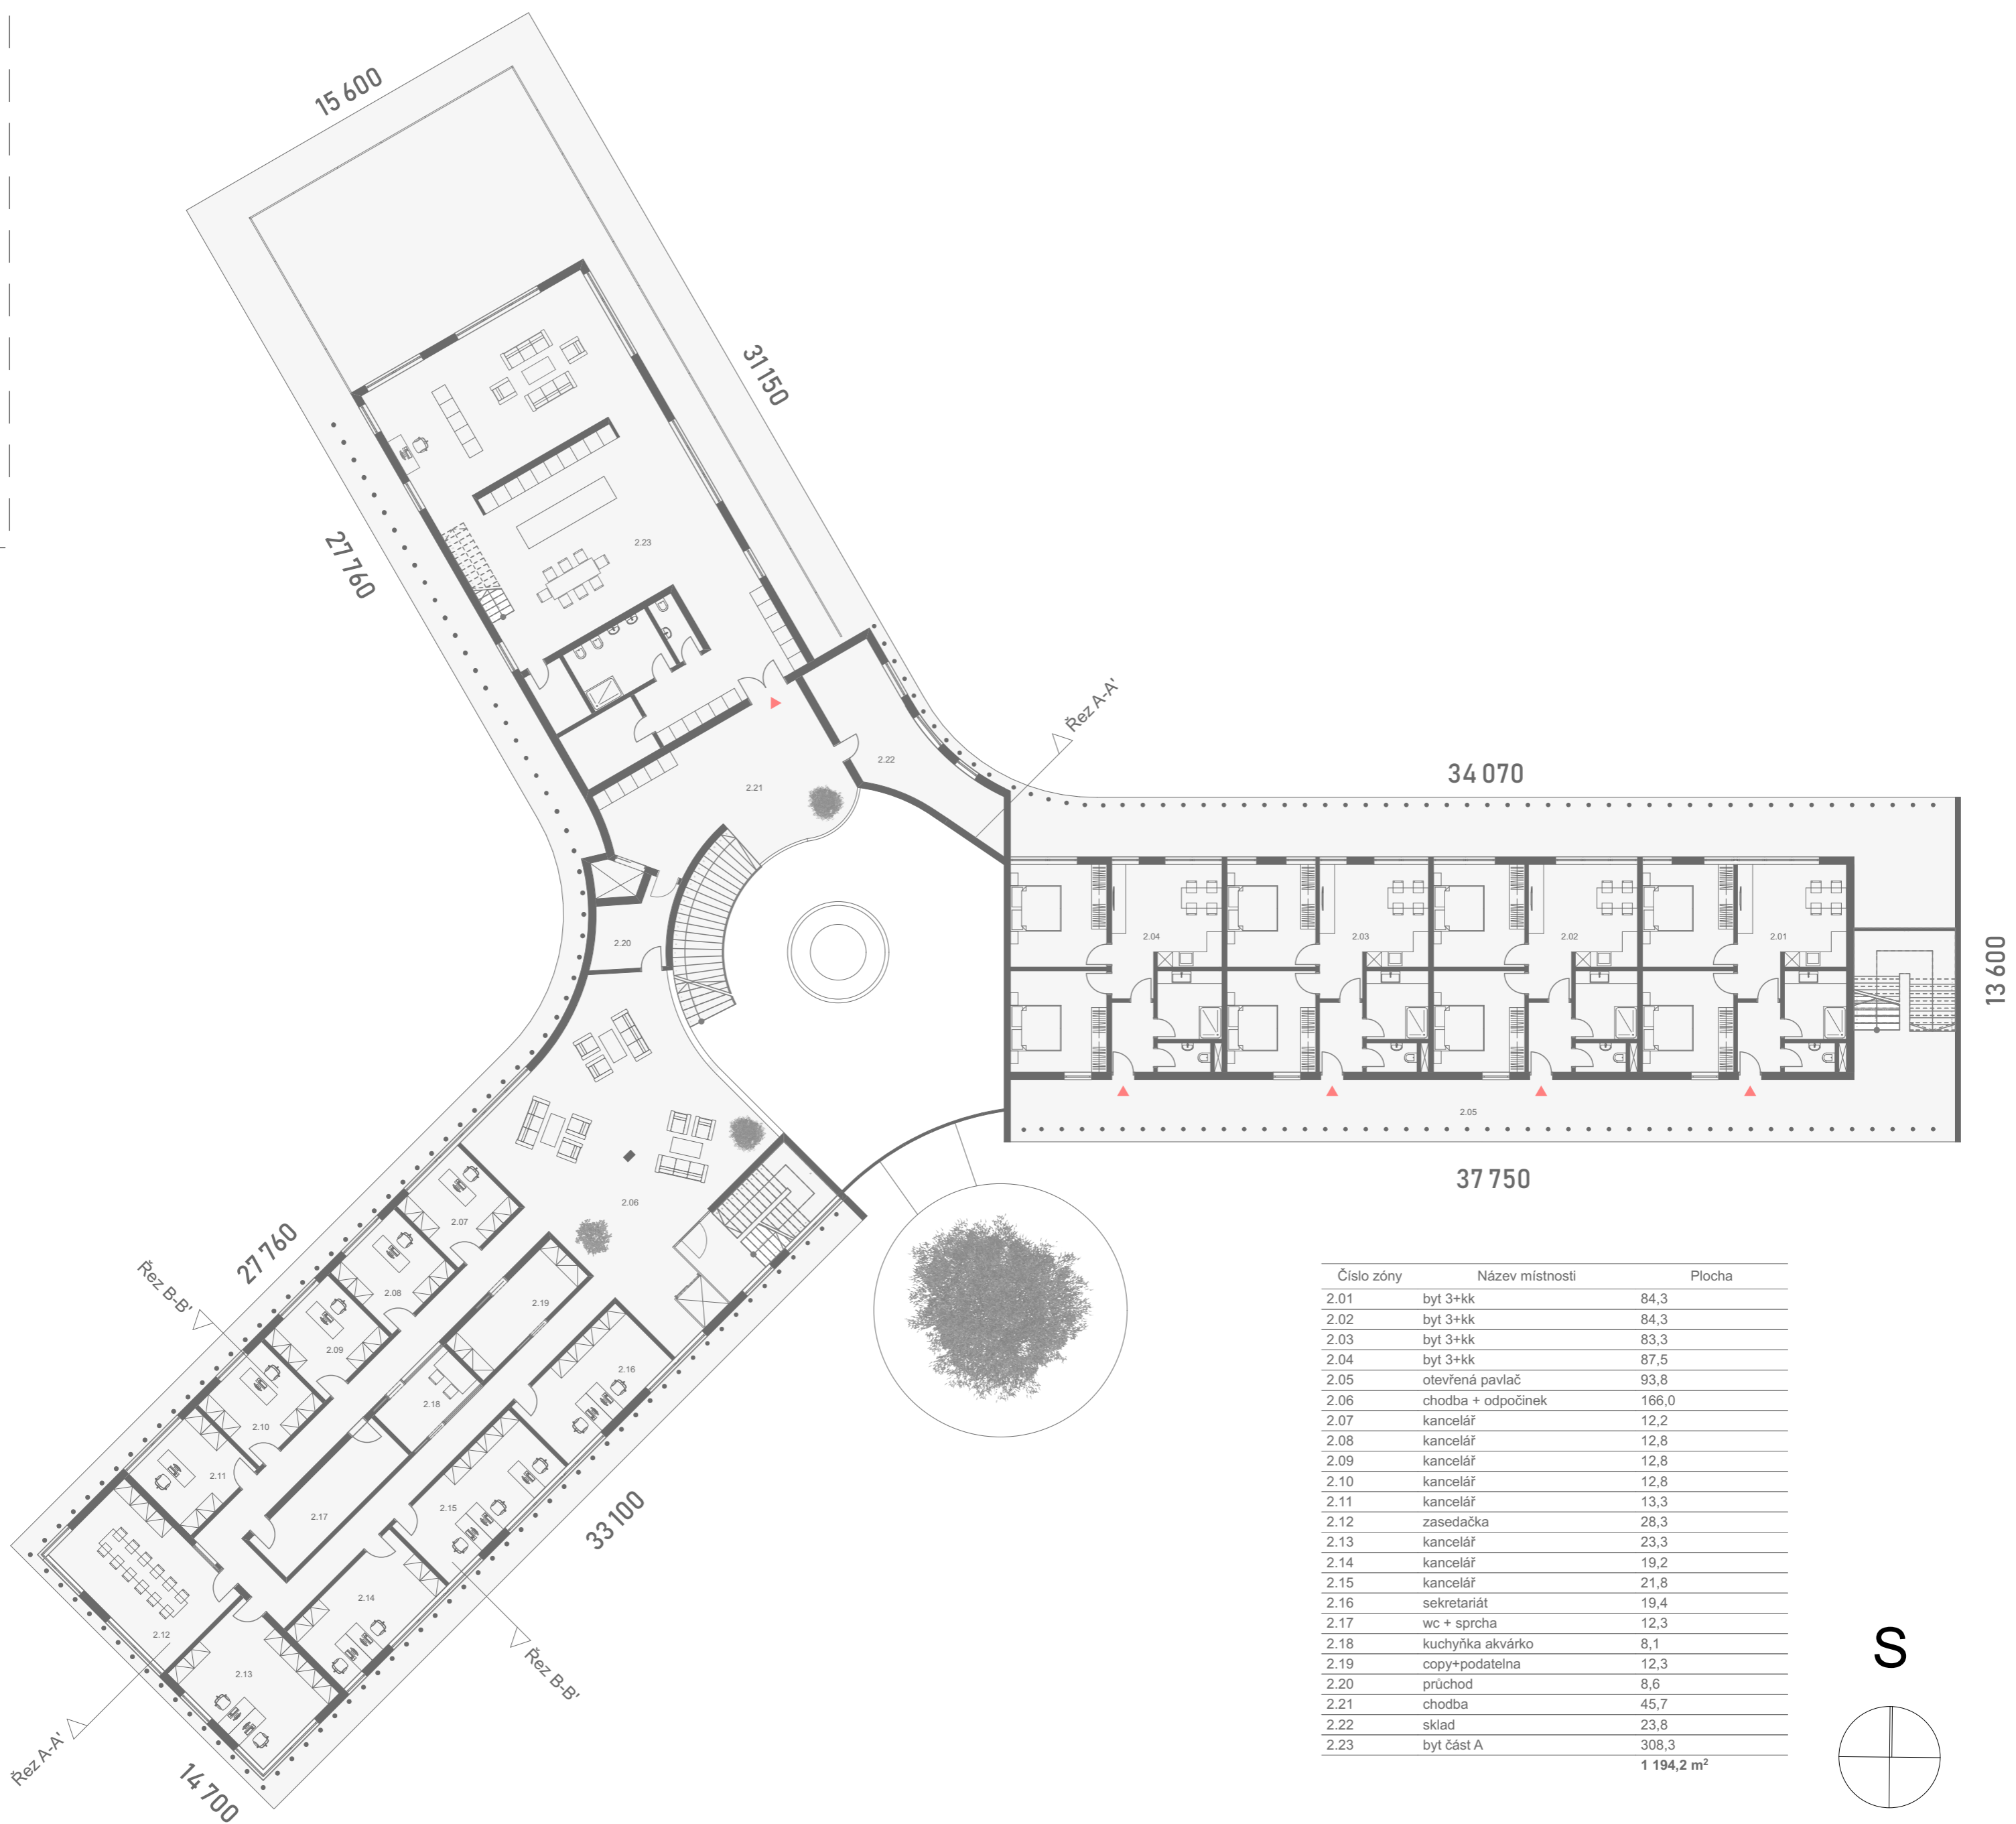 15 600
31 150
27 760
2.23
Řez A-A'
2.22
34 070
2.21
2.20
2.04
2.03
2.02
2.01
13 600
2.05
37 750
2.06
2.07
27 760
Řez B-B'
2.08
2.19
2.09
2.16
2.18
2.10
2.11
2.15
2.17
33 100
2.14
2.12
2.13
Řez B-B'
Řez A-A'
14 700
Číslo zóny Název místnosti Plocha
2.01 byt 3+kk 84,3
2.02 byt 3+kk 84,3
2.03 byt 3+kk 83,3
2.04 byt 3+kk 87,5
2.05 otevřená pavlač 93,8
2.06 chodba + odpočinek 166,0
2.07 kancelář 12,2
2.08 kancelář 12,8
2.09 kancelář 12,8
2.10 kancelář 12,8
2.11 kancelář 13,3
2.12 zasedačka 28,3
2.13 kancelář 23,3
2.14 kancelář 19,2
2.15 kancelář 21,8
2.16 sekretariát 19,4
2.17 wc + sprcha 12,3
2.18 kuchyňka akvárko 8,1
2.19 copy+podatelna 12,3
2.20 průchod 8,6
2.21 chodba 45,7
2.22 sklad 23,8
2.23 byt část A 308,3
1 194,2 m²
S